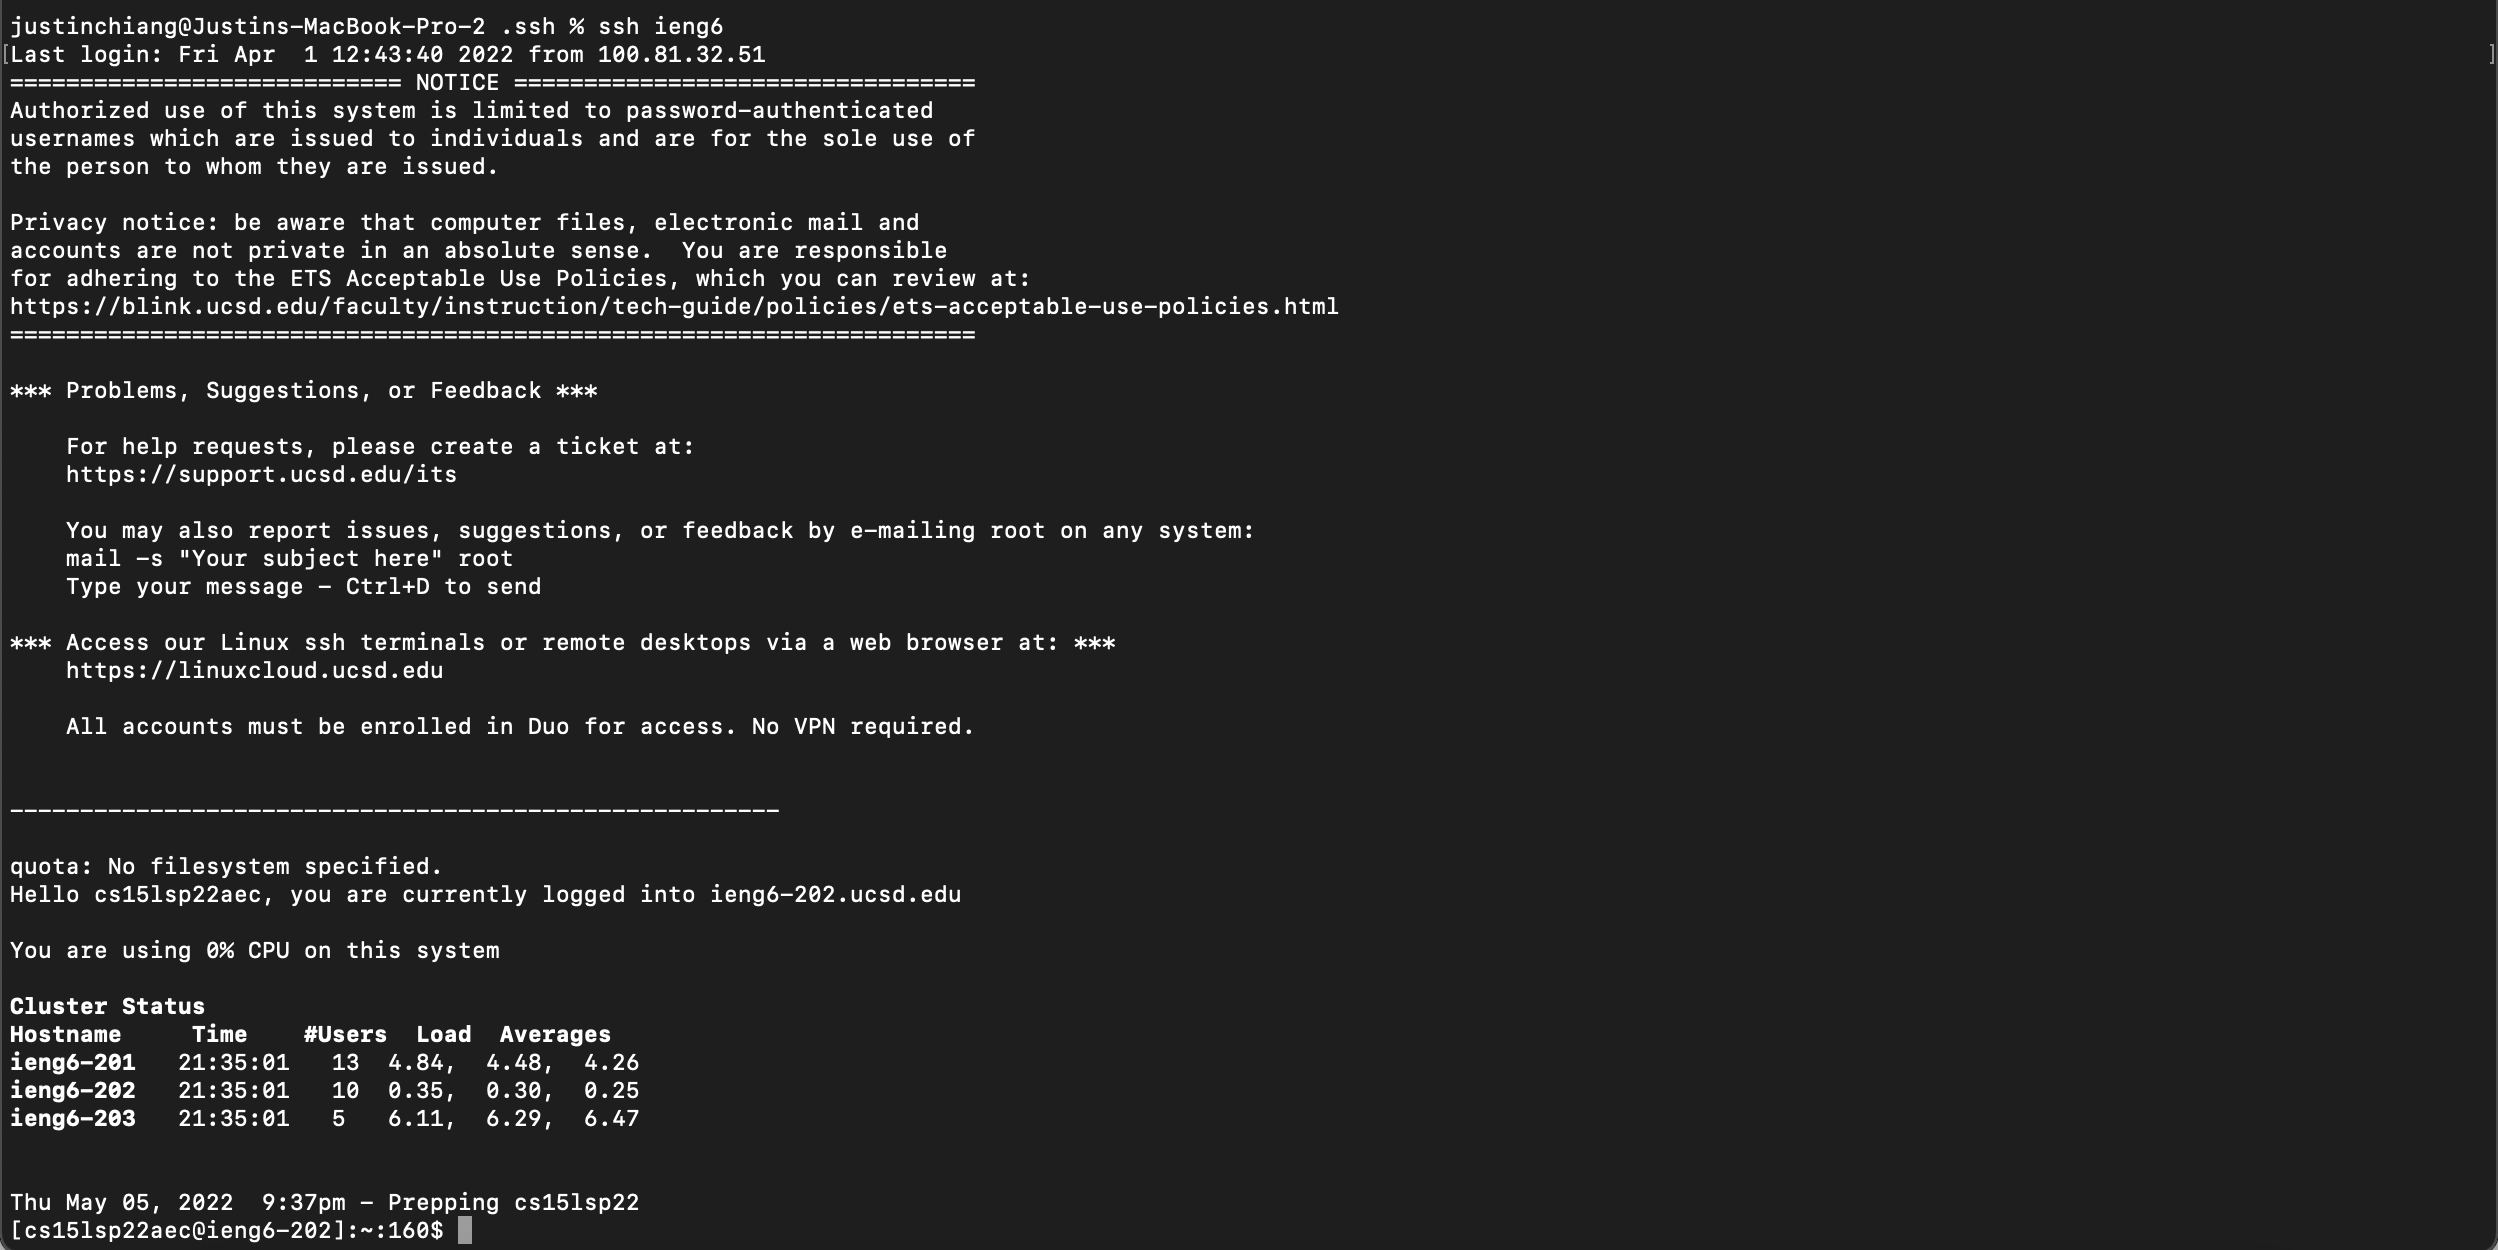 justinchiang@Justins-MacBook-Pro-2 .ssh % ssh ieng6
[Last login: Fri Apr  1 12:43:40 2022 from 100.81.32.51 ]
============================ NOTICE =================================
Authorized use of this system is limited to password-authenticated
usernames which are issued to individuals and are for the sole use of
the person to whom they are issued.

Privacy notice: be aware that computer files, electronic mail and
accounts are not private in an absolute sense.  You are responsible
for adhering to the ETS Acceptable Use Policies, which you can review at:
https://blink.ucsd.edu/faculty/instruction/tech-guide/policies/ets-acceptable-use-policies.html
=====================================================================

*** Problems, Suggestions, or Feedback ***

    For help requests, please create a ticket at:
    https://support.ucsd.edu/its

    You may also report issues, suggestions, or feedback by e-mailing root on any system:
    mail -s "Your subject here" root
    Type your message - Ctrl+D to send

*** Access our Linux ssh terminals or remote desktops via a web browser at: ***
    https://linuxcloud.ucsd.edu

    All accounts must be enrolled in Duo for access. No VPN required.


-------------------------------------------------------

quota: No filesystem specified.
Hello cs15lsp22aec, you are currently logged into ieng6-202.ucsd.edu

You are using 0% CPU on this system

Cluster Status
Hostname     Time    #Users  Load  Averages
ieng6-201   21:35:01   13  4.84,  4.48,  4.26
ieng6-202   21:35:01   10  0.35,  0.30,  0.25
ieng6-203   21:35:01   5   6.11,  6.29,  6.47


Thu May 05, 2022  9:37pm - Prepping cs15lsp22
[cs15lsp22aec@ieng6-202]:~:160$